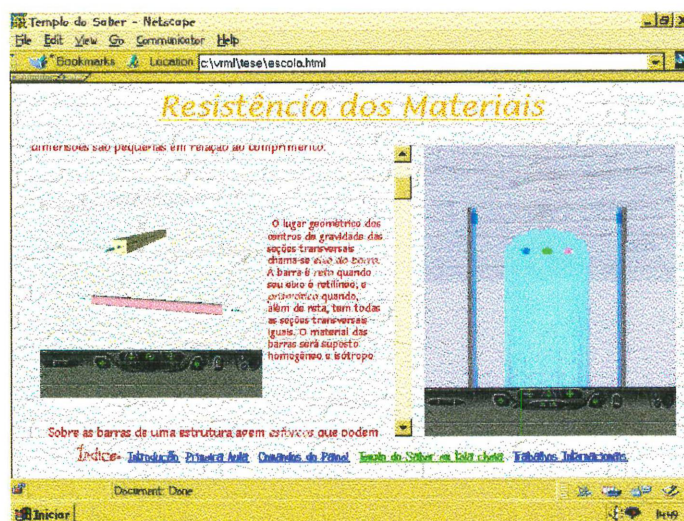 Templo do Saber - Netscape
File Edit View Go Communicator Help
Bookmarks Location c:\vrml\tese\escola.html
Resistência dos Materiais
dimensões são pequenas em relação ao comprimento.
O lugar geométrico dos
centros de gravidade das
seções transversais
chama-se eixo da barra.
A barra é reta quando
seu eixo é retilíneo, e
prismática quando,
além de reta, tem todas
as seções transversais
iguais. O material das
barras será suposto
homogêneo e isótropo
Sobre as barras de uma estrutura agem esforços que podem
Índice. Introdução Primeira Aula Comandos do Painel Templo do Saber em tela cheia Trabalhos Internacionais.
Document: Done
Iniciar 14:49